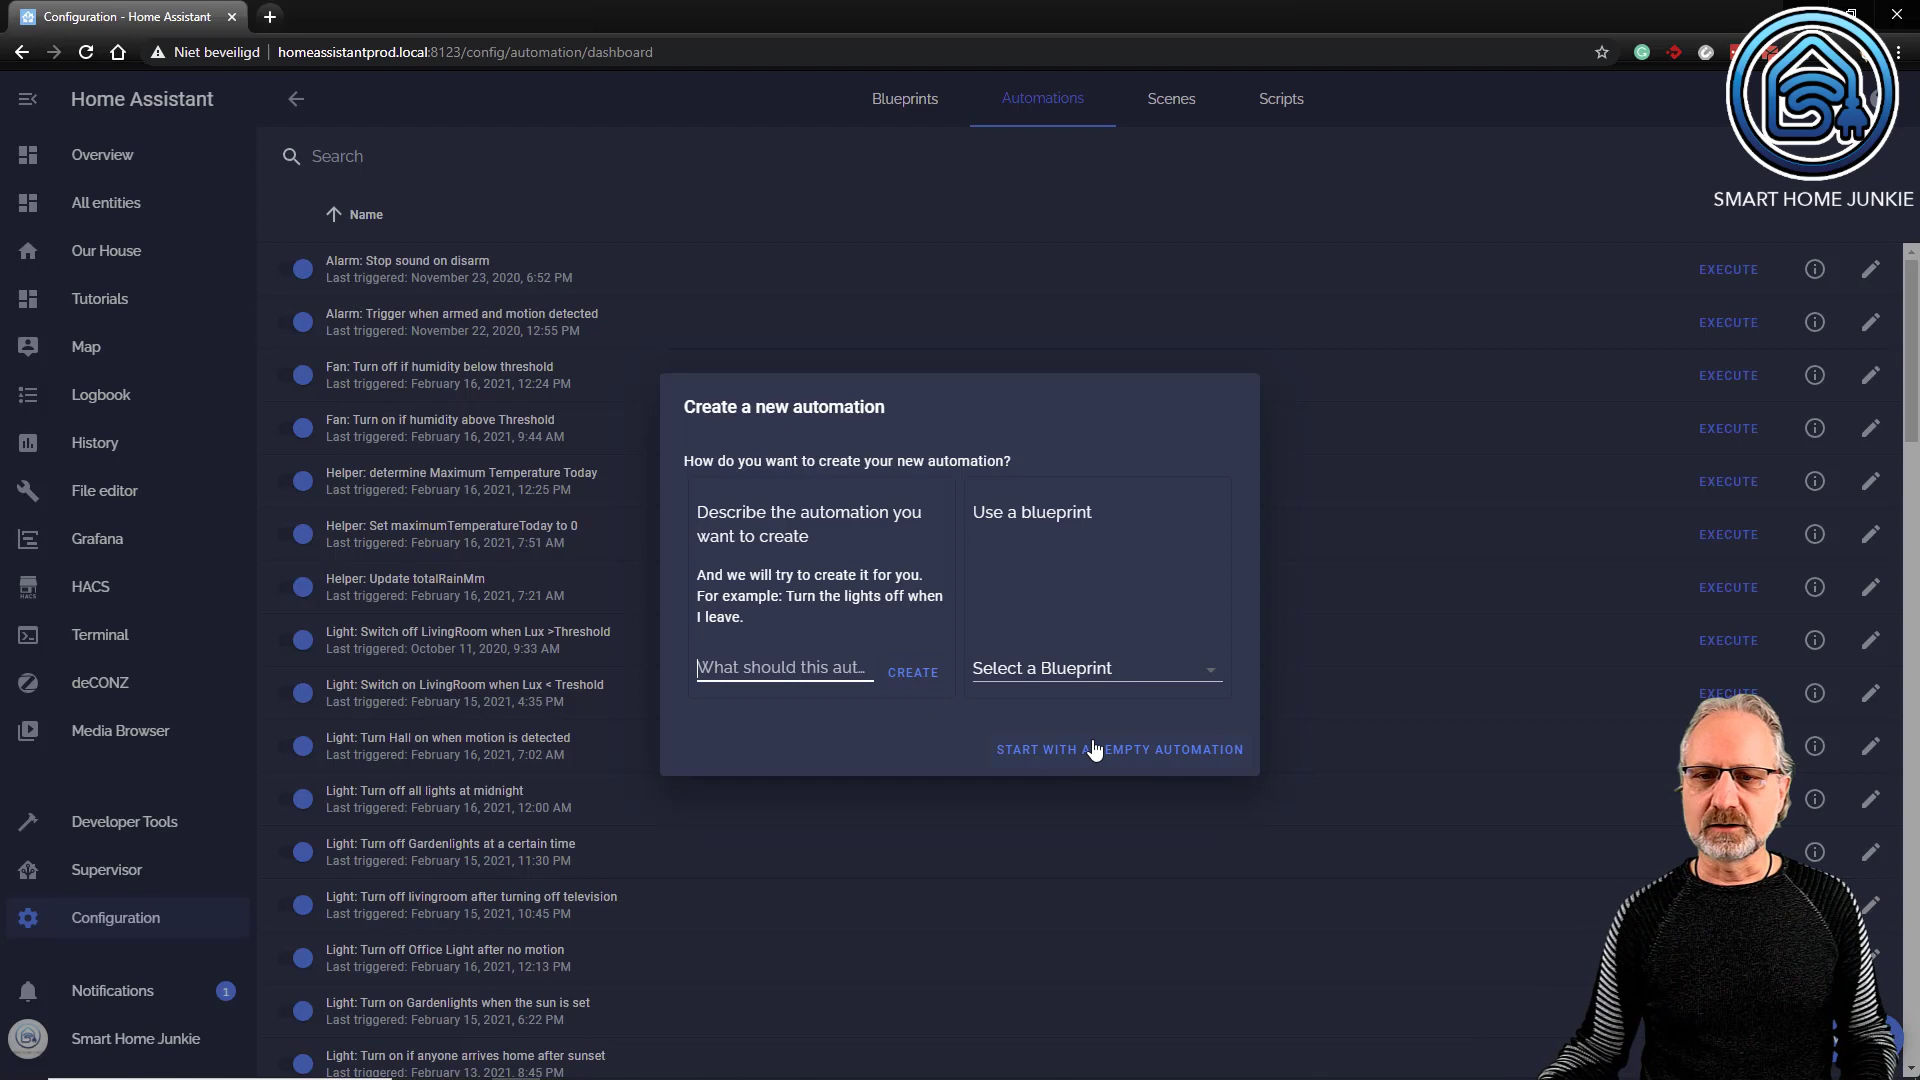 Configuration - Home Assistant
Niet beveiligd
homeassistantprod.local:8123/config/automation/dashboard
Home Assistant
Blueprints
Automations
Scenes
Scripts
SMART HOME JUNKIE
Overview
All entities
Our House
Tutorials
Map
Logbook
History
File editor
Grafana
HACS
Terminal
deCONZ
Media Browser
Developer Tools
Supervisor
Configuration
Notifications
1
Smart Home Junkie
Search
Name
Alarm: Stop sound on disarm
Last triggered: November 23, 2020, 6:52 PM
EXECUTE
Alarm: Trigger when armed and motion detected
Last triggered: November 22, 2020, 12:55 PM
EXECUTE
Fan: Turn off if humidity below threshold
Last triggered: February 16, 2021, 12:24 PM
EXECUTE
Fan: Turn on if humidity above Threshold
Last triggered: February 16, 2021, 9:44 AM
EXECUTE
Helper: determine Maximum Temperature Today
Last triggered: February 16, 2021, 12:25 PM
EXECUTE
Helper: Set maximumTemperatureToday to 0
Last triggered: February 16, 2021, 7:51 AM
EXECUTE
Helper: Update totalRainMm
Last triggered: February 16, 2021, 7:21 AM
EXECUTE
Light: Switch off LivingRoom when Lux >Threshold
Last triggered: October 11, 2020, 9:33 AM
EXECUTE
Light: Switch on LivingRoom when Lux < Treshold
Last triggered: February 15, 2021, 4:35 PM
EXECUTE
Light: Turn Hall on when motion is detected
Last triggered: February 16, 2021, 7:02 AM
Light: Turn off all lights at midnight
Last triggered: February 16, 2021, 12:00 AM
Light: Turn off Gardenlights at a certain time
Last triggered: February 15, 2021, 11:30 PM
Light: Turn off livingroom after turning off television
Last triggered: February 15, 2021, 10:45 PM
Light: Turn off Office Light after no motion
Last triggered: February 16, 2021, 12:13 PM
Light: Turn on Gardenlights when the sun is set
Last triggered: February 15, 2021, 6:22 PM
Light: Turn on if anyone arrives home after sunset
Last triggered: February 13, 2021, 8:45 PM
Create a new automation
How do you want to create your new automation?
Describe the automation you
want to create
And we will try to create it for you.
For example: Turn the lights off when
I leave.
What should this aut...
CREATE
Use a blueprint
Select a Blueprint
START WITH AN EMPTY AUTOMATION